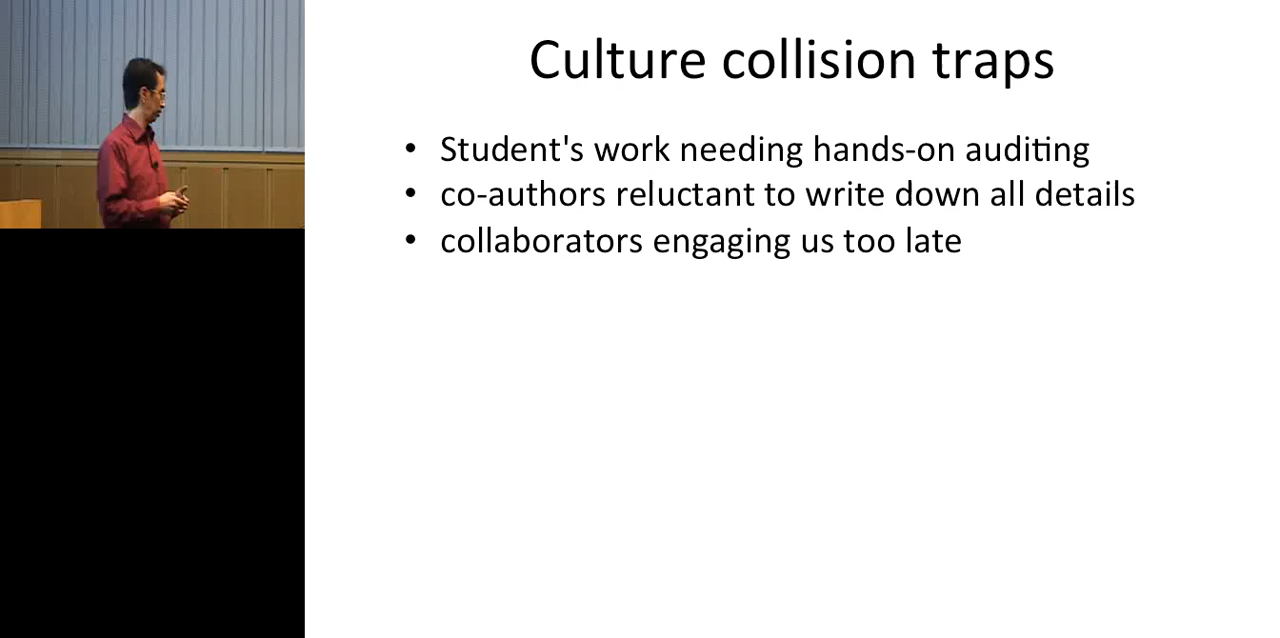 Culture collision traps
• Student's work needing hands-on auditing
• co-authors reluctant to write down all details
• collaborators engaging us too late